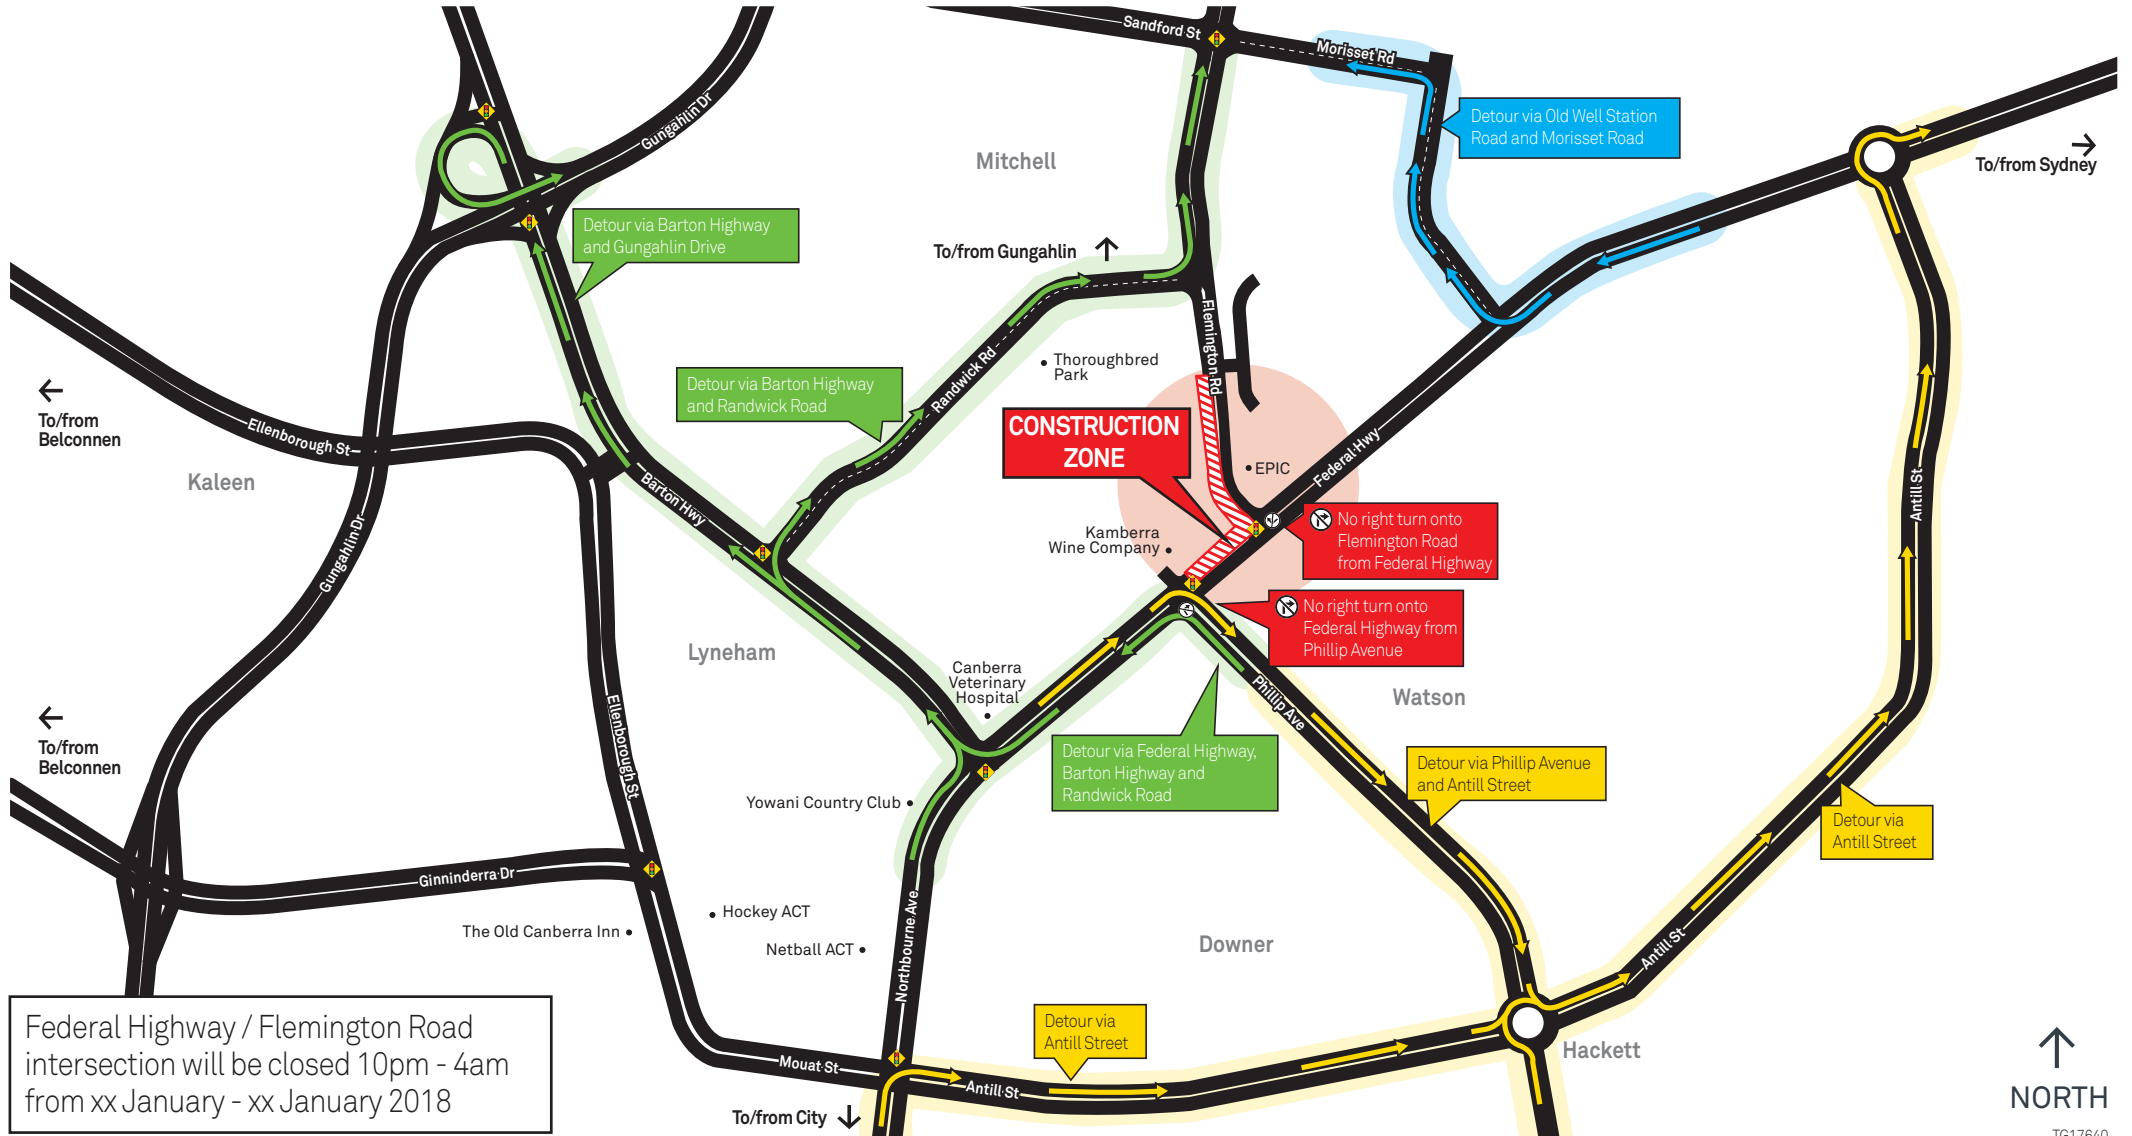 Sandford St
Morisset Rd
Detour via Old Well Station
Road and Morisset Road
Gungahlin Dr
Mitchell
To/from Sydney
Detour via Barton Highway
and Gungahlin Drive
To/from Gungahlin
Flemington Rd
Thoroughbred
Park
Randwick Rd
Detour via Barton Highway
and Randwick Road
To/from
Belconnen
Ellenborough St
Kaleen
CONSTRUCTION
ZONE
Federal Hwy
EPIC
Barton Hwy
Antill St
No right turn onto
Flemington Road
from Federal Highway
Kamberra
Wine Company
Gungahlin Dr
No right turn onto
Federal Highway from
Phillip Avenue
Lyneham
Canberra
Veterinary
Hospital
Phillip Ave
Watson
Ellenborough St
To/from
Belconnen
Detour via Federal Highway,
Barton Highway and
Randwick Road
Detour via Phillip Avenue
and Antill Street
Yowani Country Club
Detour via
Antill Street
Ginninderra Dr
Hockey ACT
The Old Canberra Inn
Netball ACT
Northbourne Ave
Downer
Antill St
Federal Highway / Flemington Road
intersection will be closed 10pm - 4am
from xx January - xx January 2018
Detour via
Antill Street
Hackett
Mouat St
Antill St
To/from City
NORTH
TG17640